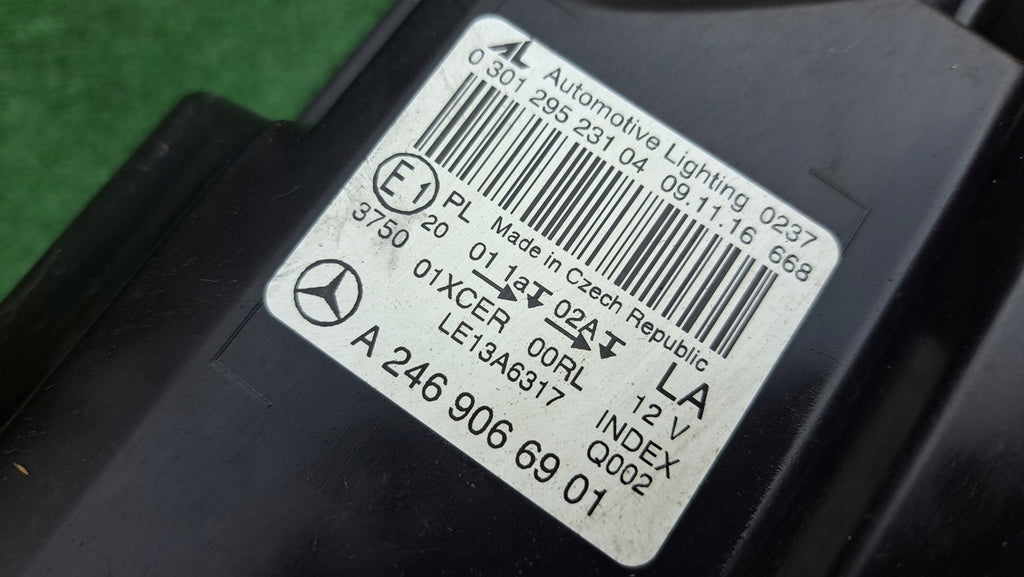 AL Automotive Lighting 0237
0 301 295 231 04 09.11.16 668
E1 PL Made in Czech Republic
20 01 1a 02A LA
3750 01XCER 00RL 12 V
LE13A6317 INDEX
Q002
A 246 906 69 01